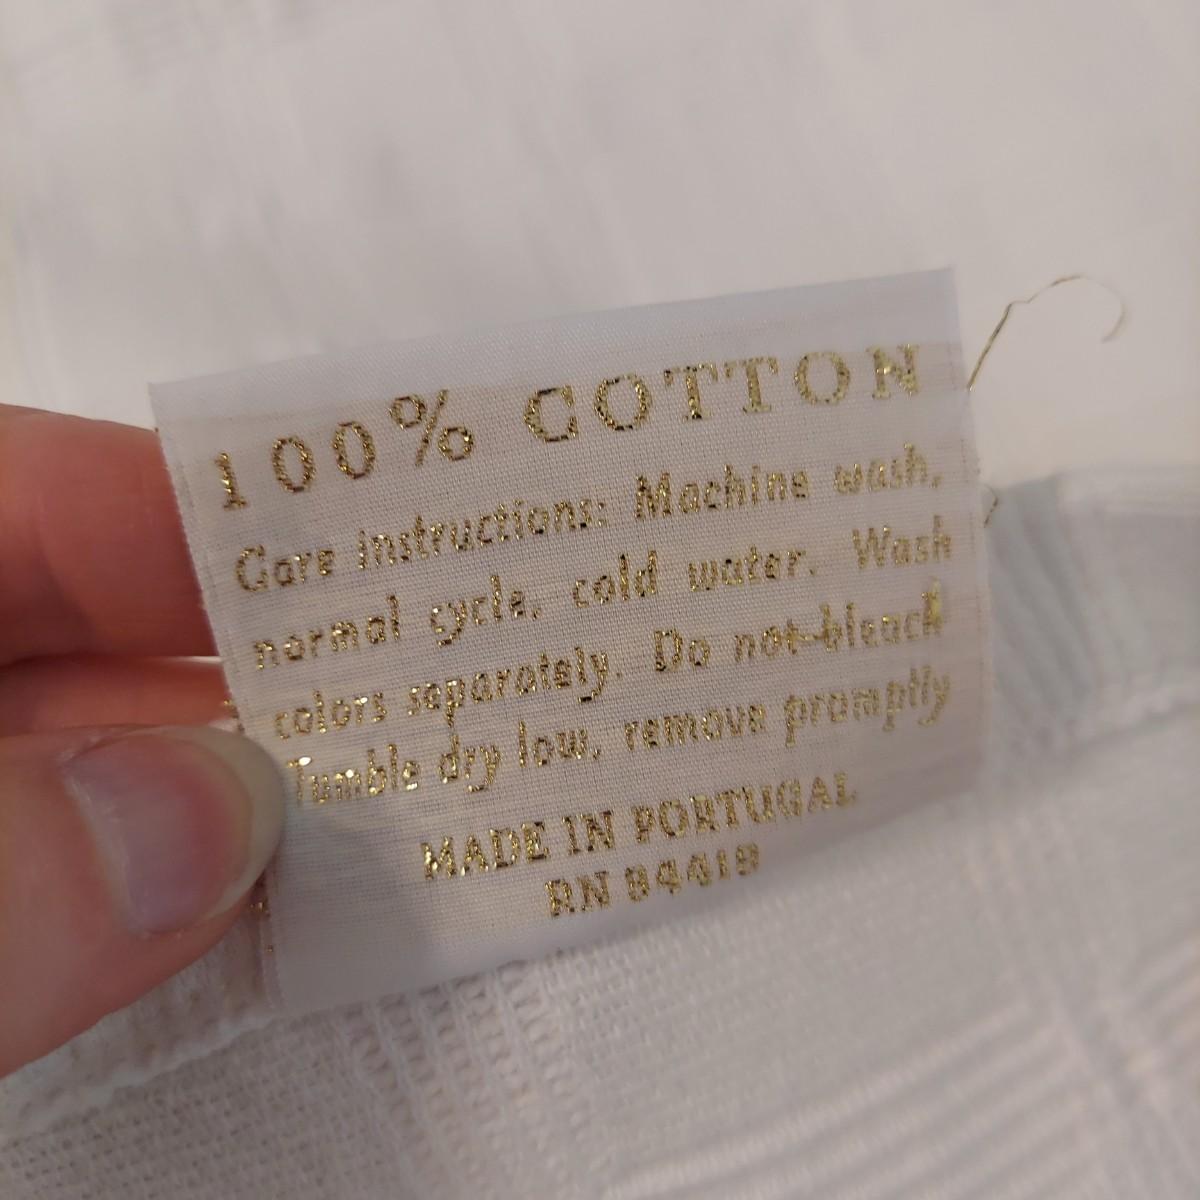 100% COTTON
Care instructions: Machine wash,
normal cycle, cold water. Wash
colors separately. Do not bleach
Tumble dry low, remove promptly
MADE IN PORTUGAL
RN 84419